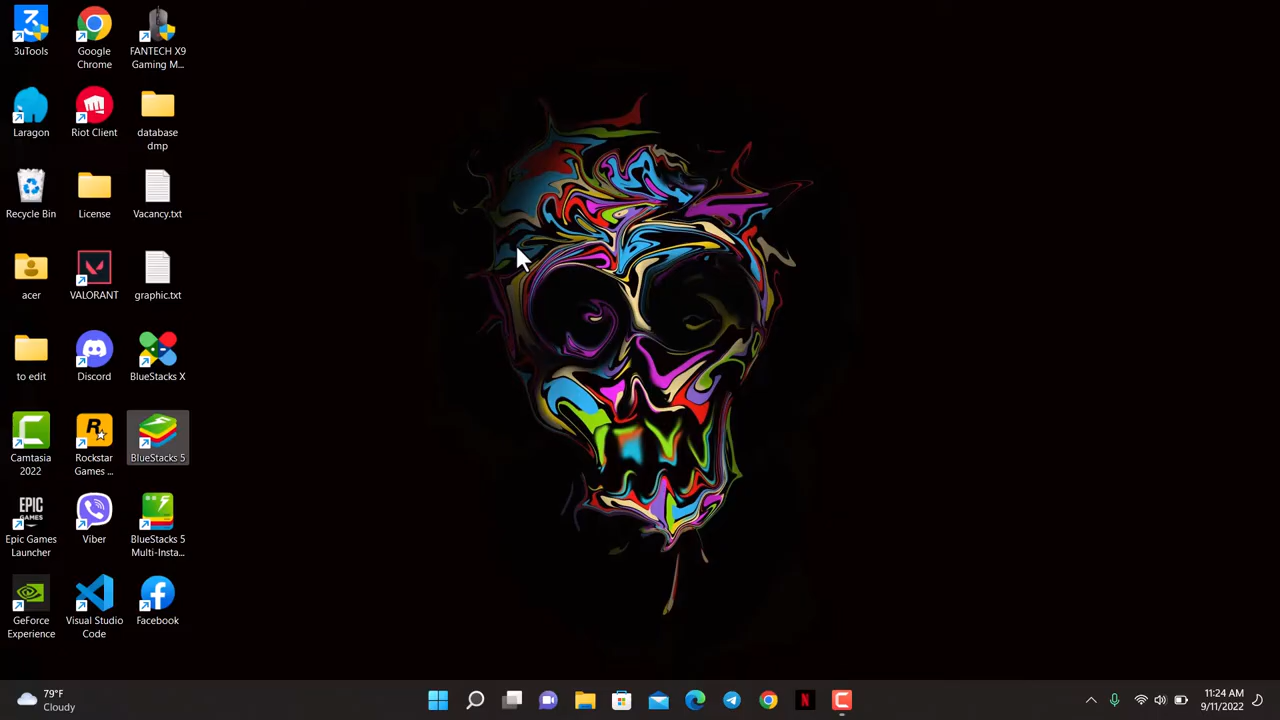 3uTools
Google
Chrome
FANTECH X9
Gaming M...
Laragon
Riot Client
database
dmp
Recycle Bin
License
Vacancy.txt
acer
VALORANT
graphic.txt
to edit
Discord
BlueStacks X
Camtasia
2022
Rockstar
Games ...
BlueStacks 5
EPIC
GAMES
Epic Games
Launcher
Viber
BlueStacks 5
Multi-Insta...
GeForce
Experience
Visual Studio
Code
Facebook
79°F
Cloudy
11:24 AM
9/11/2022